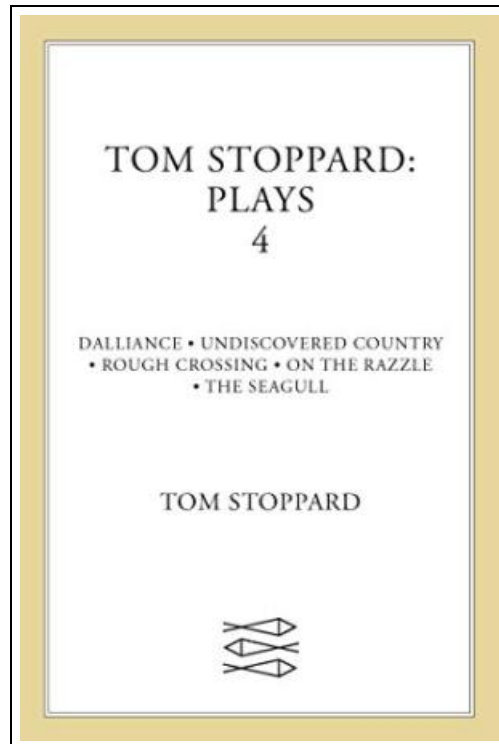 TOM STOPPARD:
PLAYS
4
DALLIANCE • UNDISCOVERED COUNTRY
• ROUGH CROSSING • ON THE RAZZLE
• THE SEAGULL
TOM STOPPARD